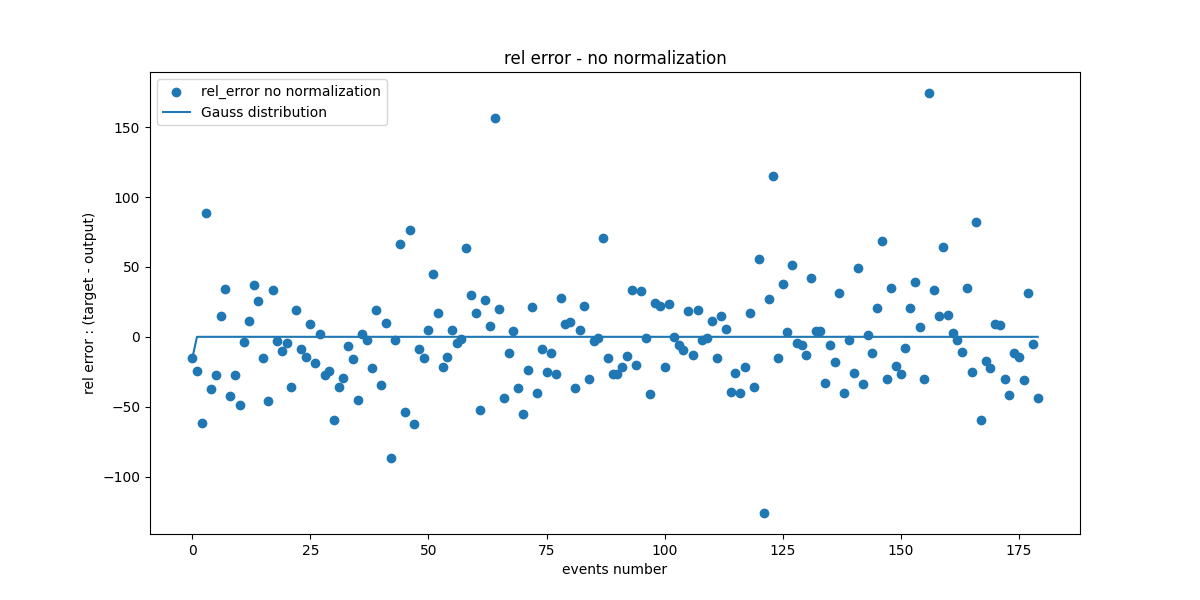 rel error - no normalization
rel_error no normalization
Gauss distribution
rel error : (target - output)
150
100
50
0
−50
−100
0 25 50 75 100 125 150 175
events number